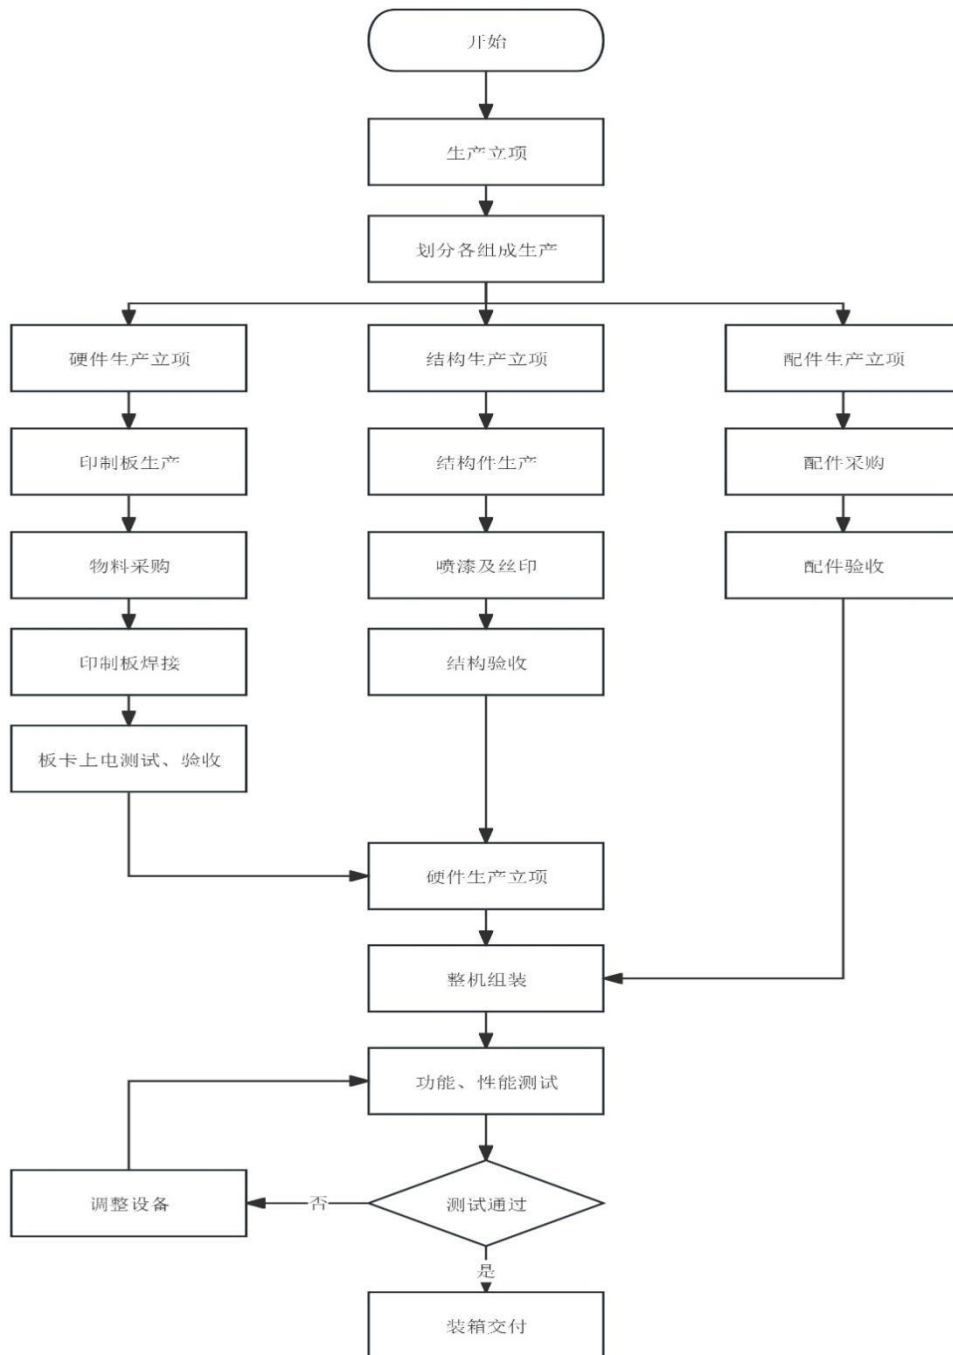 开始
生产立项
划分各组成生产
硬件生产立项
结构生产立项
配件生产立项
印制板生产
结构件生产
配件采购
物料采购
喷漆及丝印
配件验收
印制板焊接
结构验收
板卡上电测试、验收
硬件生产立项
整机组装
功能、性能测试
调整设备
否
测试通过
是
装箱交付